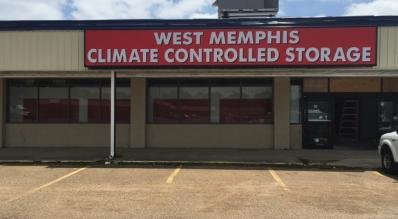 WEST MEMPHIS
CLIMATE CONTROLLED STORAGE